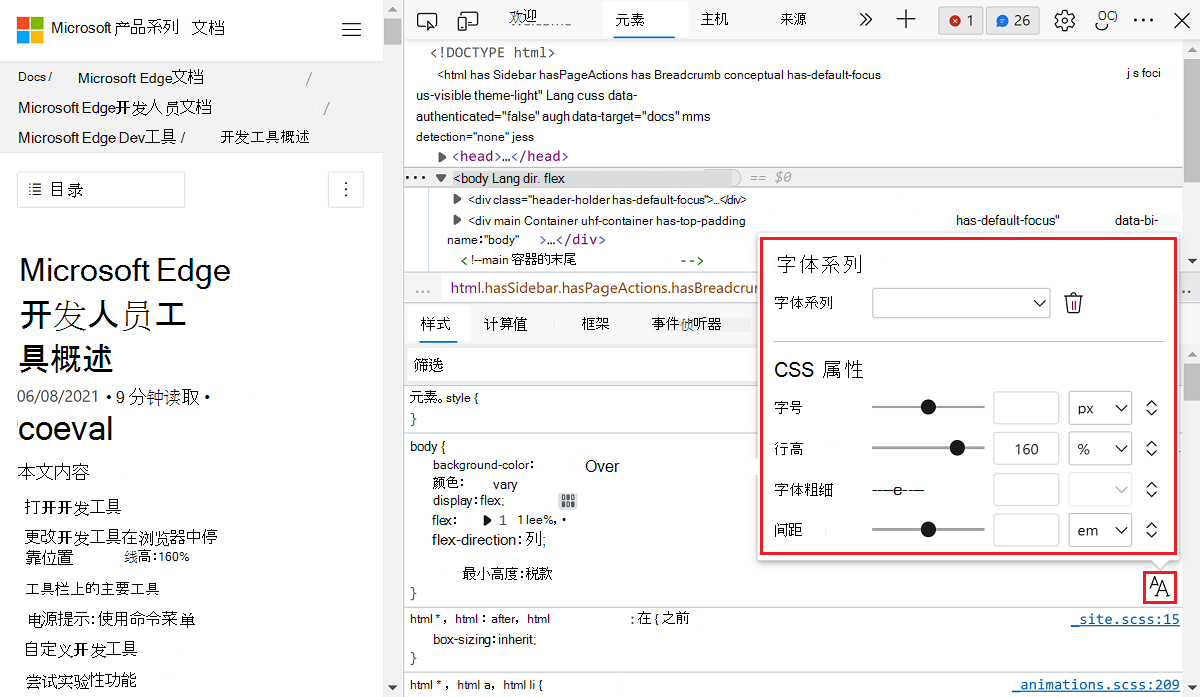 Microsoft 产品系列 文档
Docs /
Microsoft Edge文档 /
Microsoft Edge开发人员文档 /
Microsoft Edge Dev工具 / 开发工具概述
目录
Microsoft Edge
开发人员工
具概述
06/08/2021 • 9 分钟读取 •
coeval
本文内容
打开开发工具
更改开发工具在浏览器中停
靠位置 线高:160%
工具栏上的主要工具
电源提示:使用命令菜单
自定义开发工具
尝试实验性功能
欢迎 元素 主机 来源 1 26
<!DOCTYPE html>
<html has Sidebar hasPageActions has Breadcrumb conceptual has-default-focus j s foci
us-visible theme-light" Lang cuss data-
authenticated="false" augh data-target="docs" mms
detection="none" jess
<head>…</head>
<body Lang dir. flex == $0
<div class="header-holder has-default-focus">…</div>
<div main Container uhf-container has-top-padding has-default-focus" data-bi-
name:"body" >…</div>
<!--main 容器的末尾 -->
... html.hasSidebar.hasPageActions.hasBreadcrum
样式 计算值 框架 事件侦听器
筛选
元素。style {
}
body {
background-color: Over
颜色: vary
display:flex;
flex: 1 1 lee%, •
flex-direction:列;
最小高度:税款
}
html *, html:after, html :在 { 之前
_site.scss:15
box-sizing:inherit;
}
html *, html a, html li {
_animations.scss:209
字体系列
字体系列
CSS 属性
字号 px
行高 160 %
字体粗细 ----e----
间距 em
AA